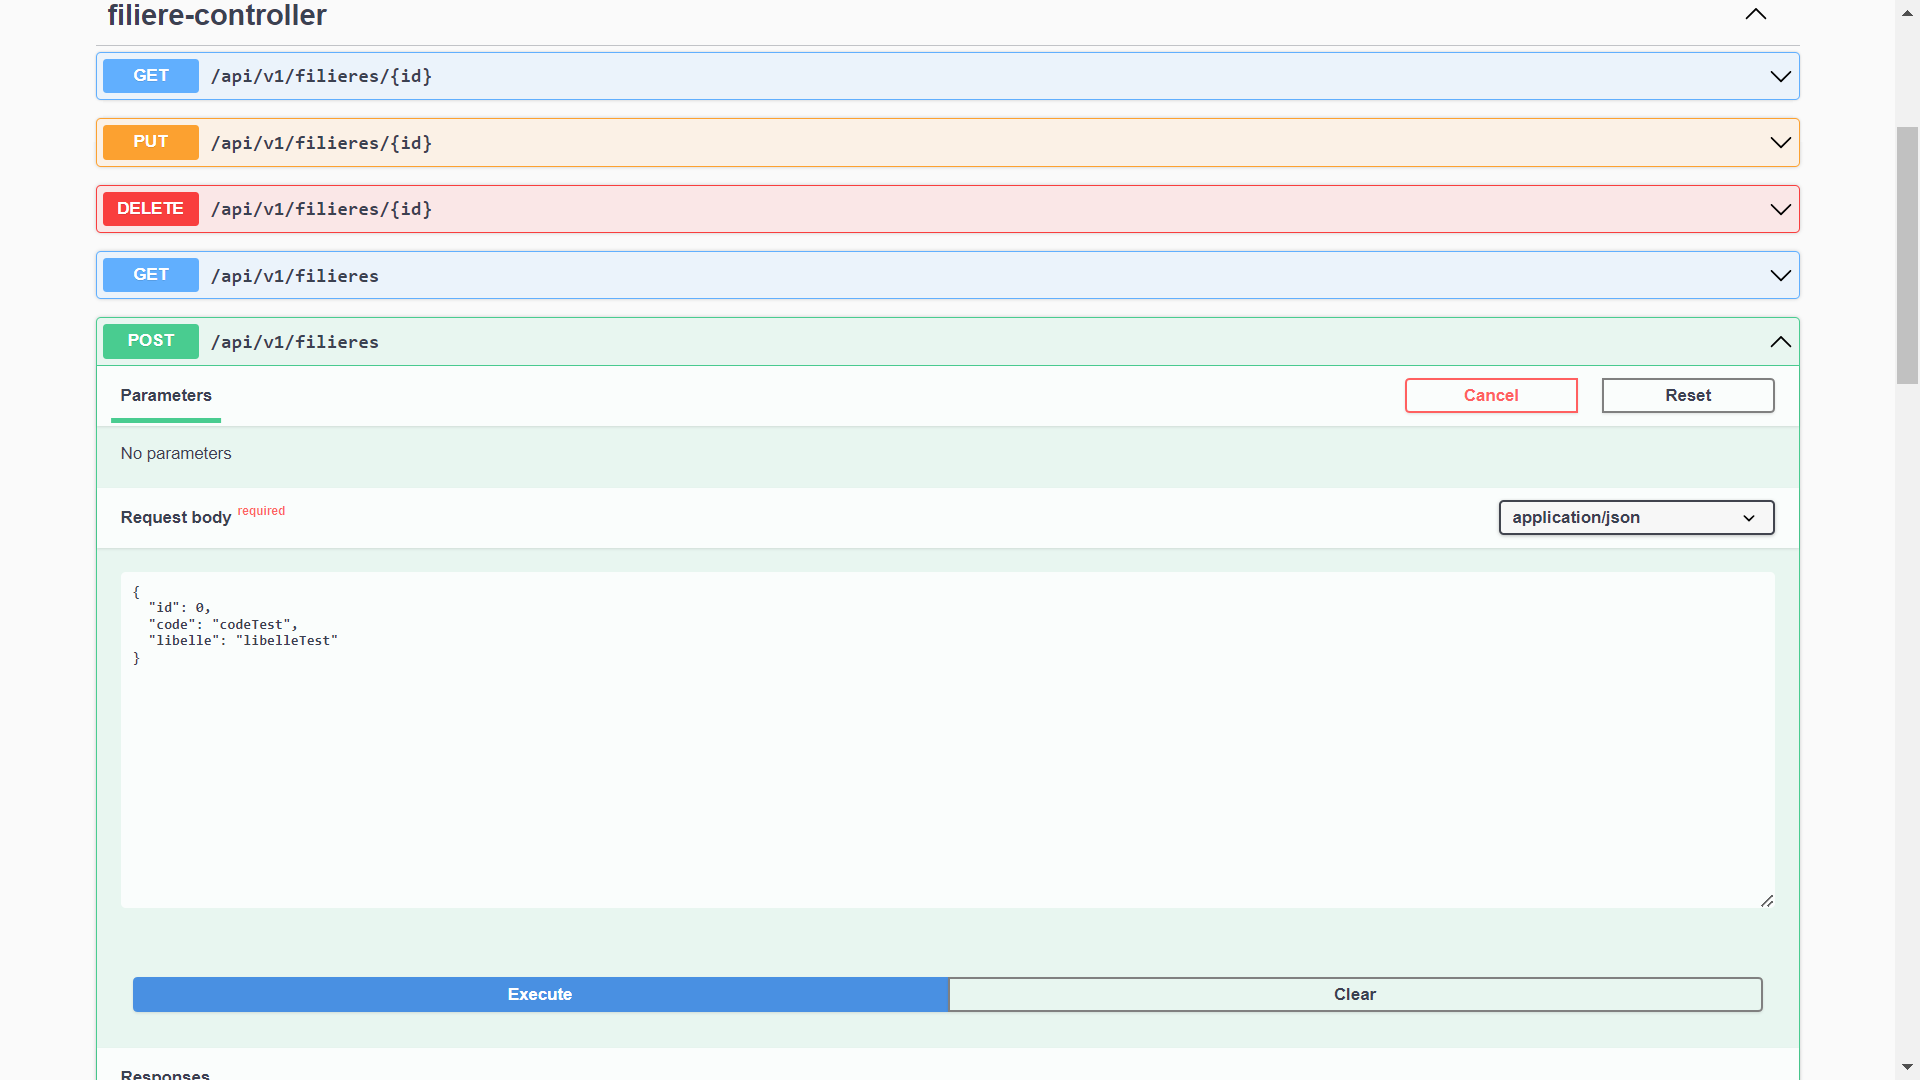 filiere-controller
GET /api/v1/filieres/{id}
PUT /api/v1/filieres/{id}
DELETE /api/v1/filieres/{id}
GET /api/v1/filieres
POST /api/v1/filieres
Parameters Cancel Reset
No parameters
Request body required application/json
{
  "id": 0,
  "code": "codeTest",
  "libelle": "libelleTest"
}
Execute Clear
Responses